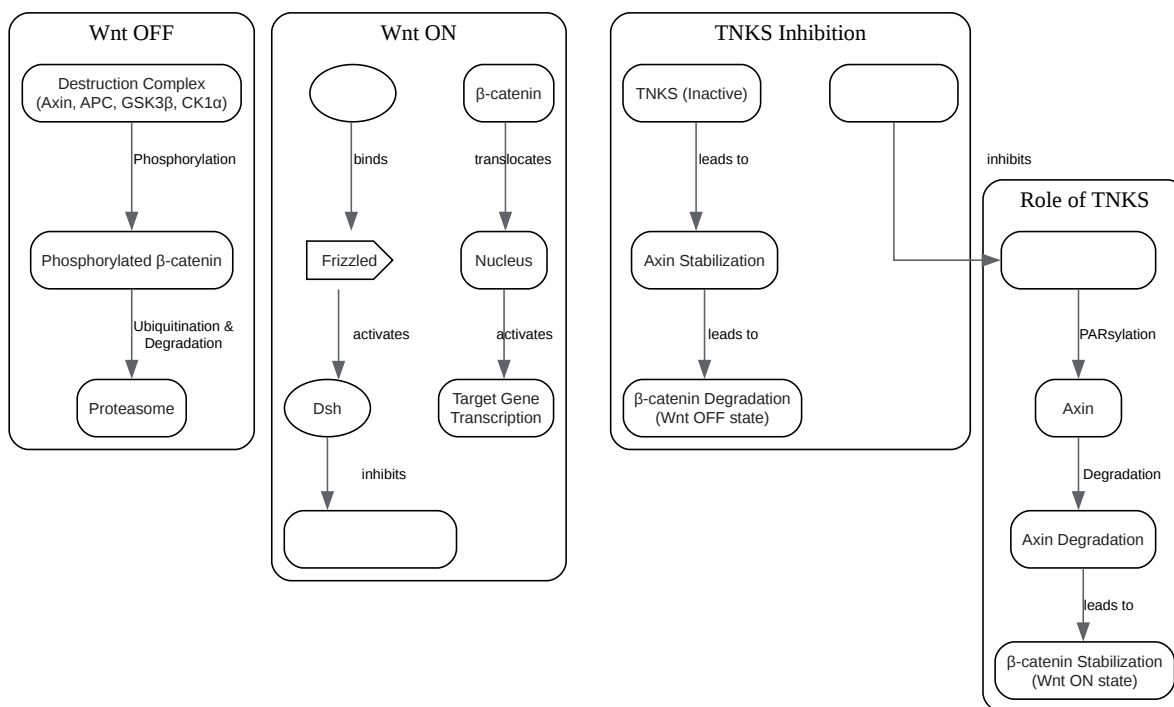 Wnt OFF
Destruction Complex
(Axin, APC, GSK3β, CK1α)
Phosphorylation
Phosphorylated β-catenin
Ubiquitination &
Degradation
Proteasome
Wnt ON
binds
Frizzled
activates
Dsh
inhibits
β-catenin
translocates
Nucleus
activates
Target Gene
Transcription
TNKS Inhibition
TNKS (Inactive)
leads to
Axin Stabilization
leads to
β-catenin Degradation
(Wnt OFF state)
inhibits
Role of TNKS
PARsylation
Axin
Degradation
Axin Degradation
leads to
β-catenin Stabilization
(Wnt ON state)